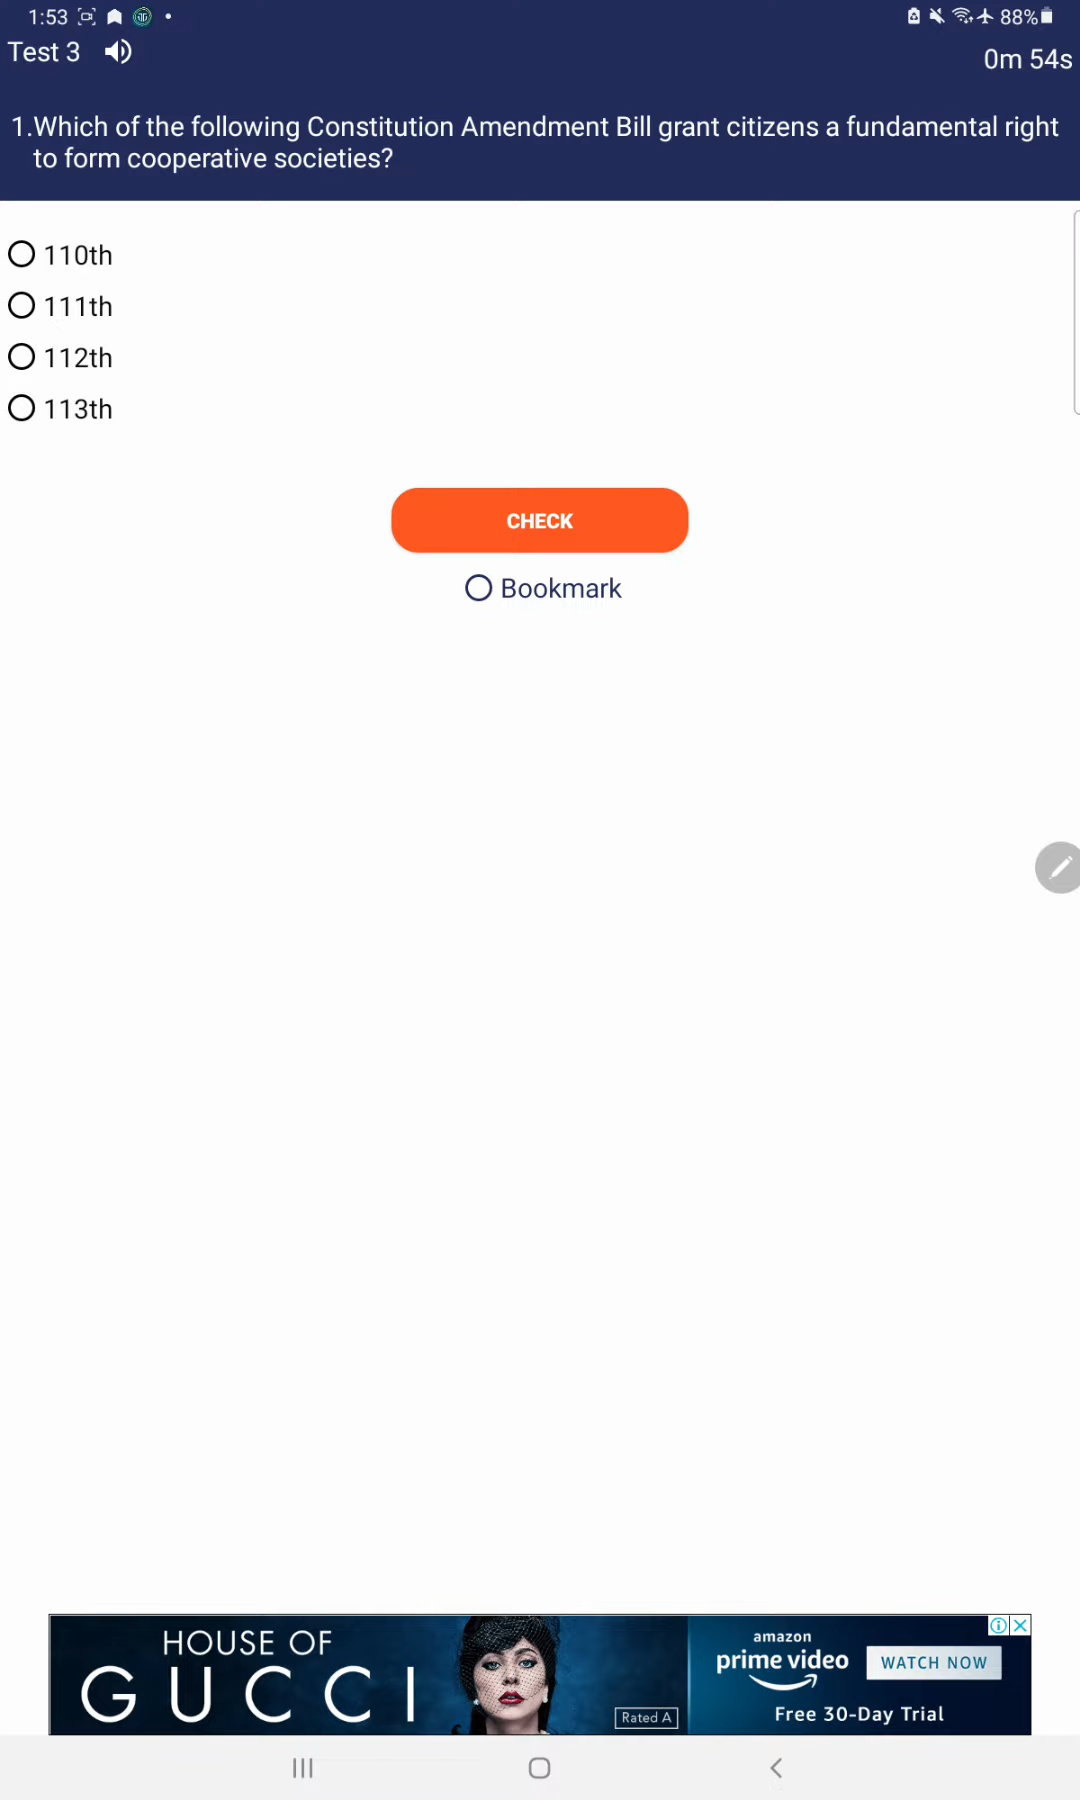 1:53
88%
Test 3
0m 54s
1.Which of the following Constitution Amendment Bill grant citizens a fundamental right
to form cooperative societies?
110th
111th
112th
113th
CHECK
Bookmark
HOUSE OF
GUCCI
Rated A
amazon
prime video
WATCH NOW
Free 30-Day Trial